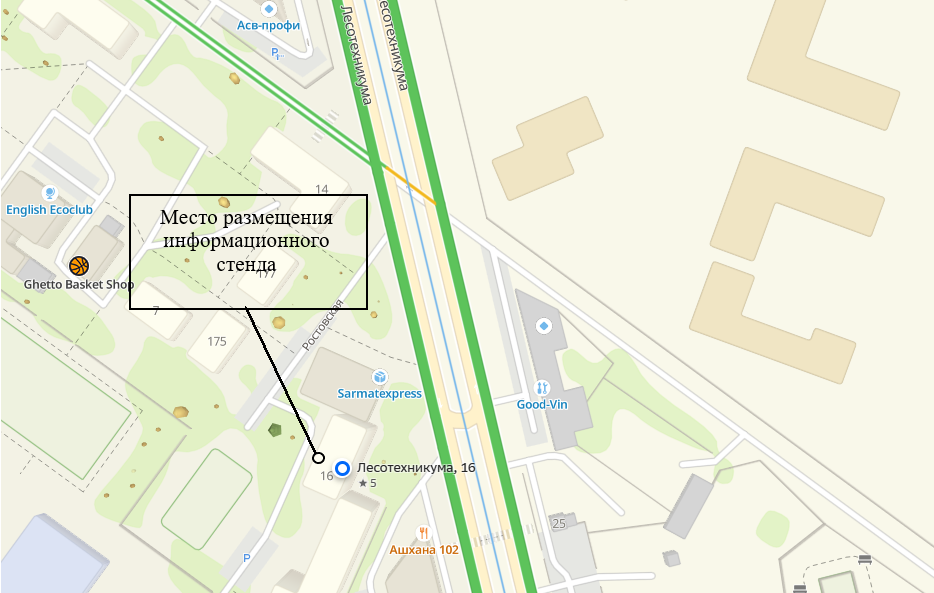 Асв-профи
P
Лесотехникума
Лесотехникума
14
English Ecoclub
Место размещения
информационного
стенда
177
Ghetto Basket Shop
7
175
Ростовская
Sarmatexpress
Good-Vin
Лесотехникума, 16
16
★ 5
25
Ашхана 102
P